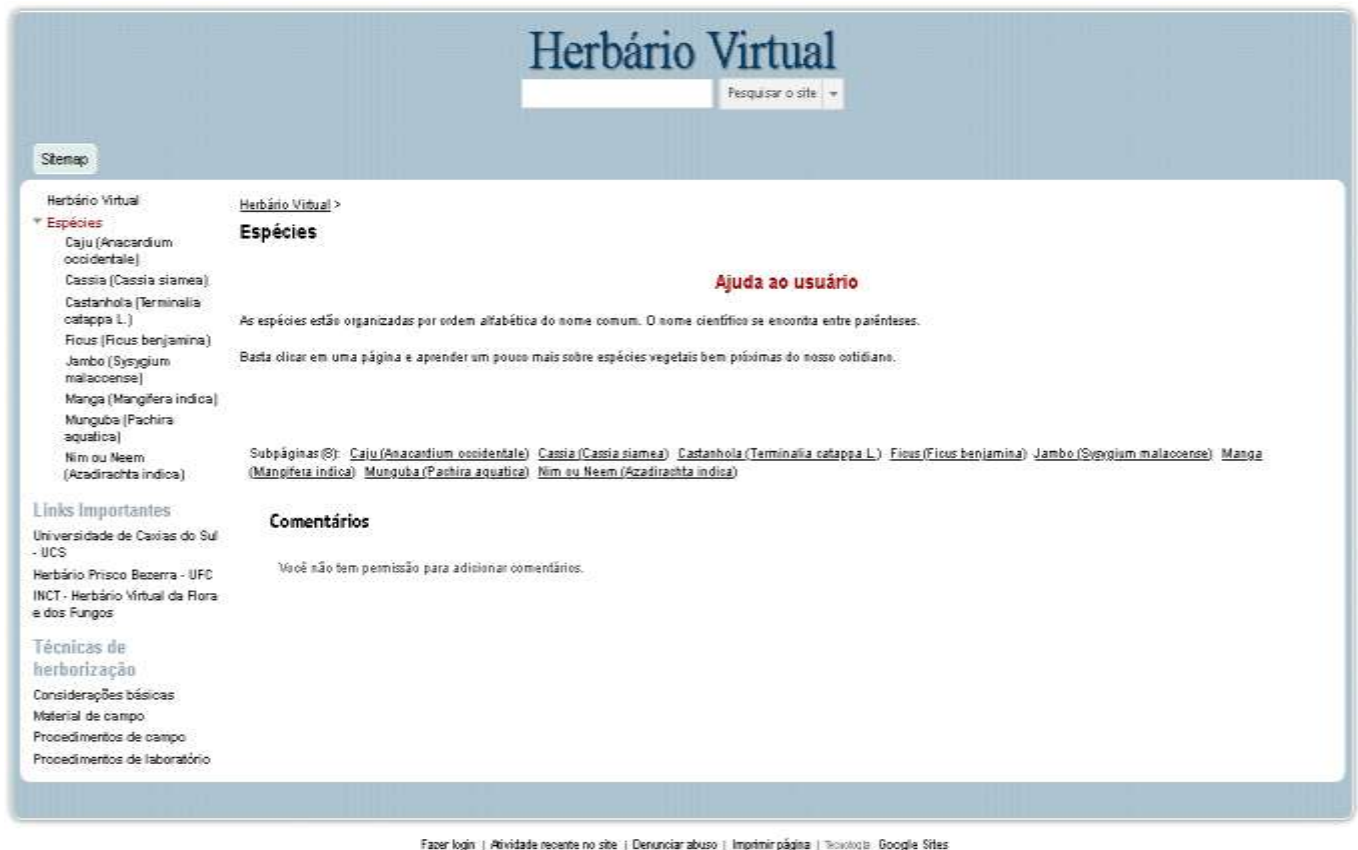 Herbário Virtual
Pesquisar o site
Sitemap
Herbário Virtual
Espécies
Caju (Anacardium
occidentale)
Cassia (Cassia siamea)
Castanhola (Terminalia
catappa L.)
Ficus (Ficus benjamina)
Jambo (Sysygium
malaccense)
Manga (Mangifera indica)
Munguba (Pachira
aquatica)
Nim ou Neem
(Azadirachta indica)
Links Importantes
Universidade de Caxias do Sul
- UCS
Herbário Prisco Bezerra - UFC
INCT - Herbário Virtual da Flora
e dos Fungos
Técnicas de
herborização
Considerações básicas
Material de campo
Procedimentos de campo
Procedimentos de laboratório
Herbário Virtual >
Espécies
Ajuda ao usuário
As espécies estão organizadas por ordem alfabética do nome comum. O nome científico se encontra entre parênteses.
Basta clicar em uma página e aprender um pouco mais sobre espécies vegetais bem próximas do nosso cotidiano.
Subpáginas (8): Caju (Anacardium occidentale) Cassia (Cassia siamea) Castanhola (Terminalia catappa L.) Ficus (Ficus benjamina) Jambo (Sysygium malaccense) Manga
(Mangifera indica) Munguba (Pachira aquatica) Nim ou Neem (Azadirachta indica)
Comentários
Você não tem permissão para adicionar comentários.
Fazer login | Atividade recente no site | Denunciar abuso | Imprimir página | Tecnologia Google Sites